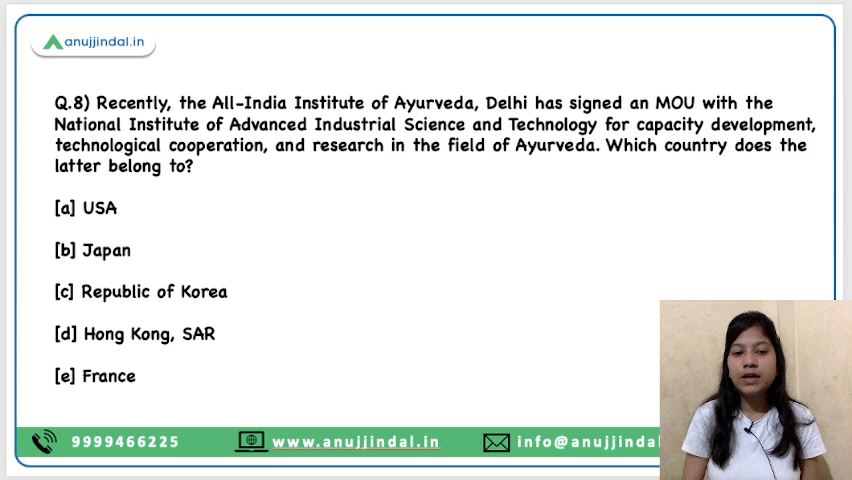 anujjindal.in
Q.8) Recently, the All-India Institute of Ayurveda, Delhi has signed an MOU with the
National Institute of Advanced Industrial Science and Technology for capacity development,
technological cooperation, and research in the field of Ayurveda. Which country does the
latter belong to?
[a] USA
[b] Japan
[c] Republic of Korea
[d] Hong Kong, SAR
[e] France
9999466225 www.anujjindal.in info@anujjindal